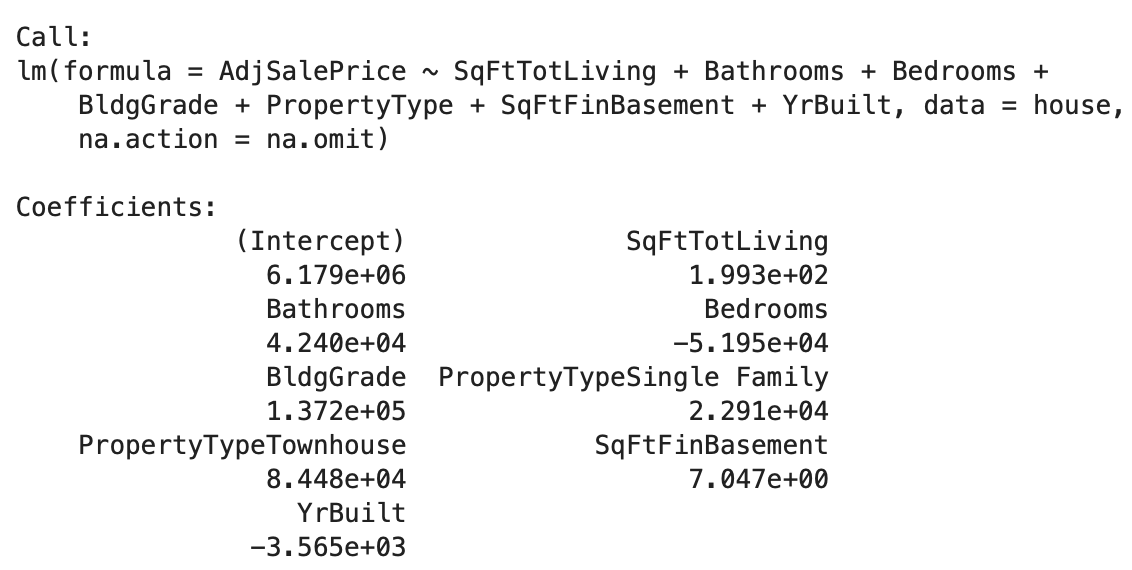 Call:
lm(formula = AdjSalePrice ~ SqFtTotLiving + Bathrooms + Bedrooms +
    BldgGrade + PropertyType + SqFtFinBasement + YrBuilt, data = house,
    na.action = na.omit)

Coefficients:
              (Intercept)              SqFtTotLiving
                6.179e+06                  1.993e+02
                Bathrooms                   Bedrooms
                4.240e+04                 −5.195e+04
                BldgGrade  PropertyTypeSingle Family
                1.372e+05                  2.291e+04
    PropertyTypeTownhouse            SqFtFinBasement
                8.448e+04                  7.047e+00
                  YrBuilt
               −3.565e+03